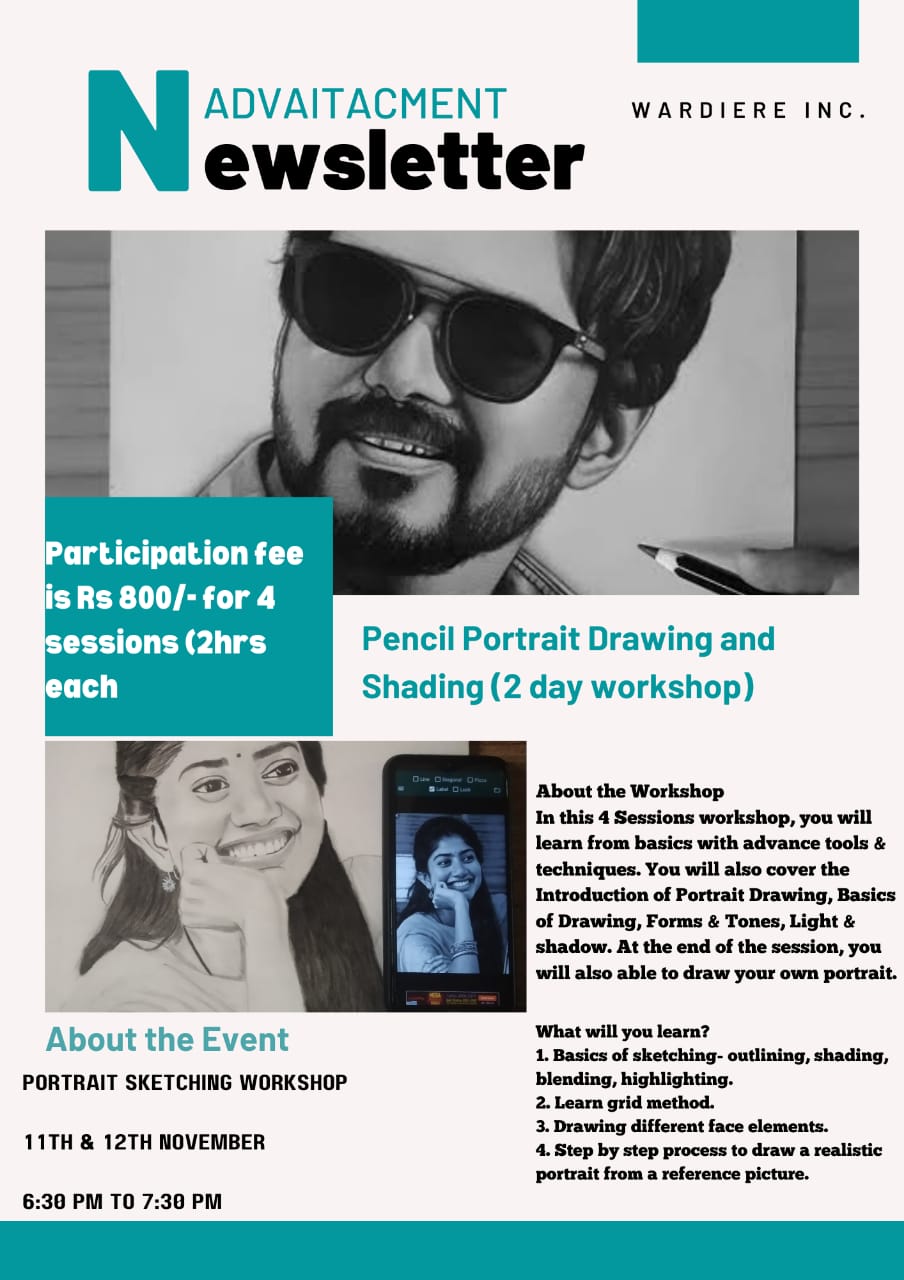 ADVAITACMENT
Newsletter
WARDIERE INC.
Participation fee
is Rs 800/- for 4
sessions (2hrs
each
Pencil Portrait Drawing and
Shading (2 day workshop)
Line Diagonal Pizza
Label Lock
About the Workshop
In this 4 Sessions workshop, you will
learn from basics with advance tools &
techniques. You will also cover the
Introduction of Portrait Drawing, Basics
of Drawing, Forms & Tones, Light &
shadow. At the end of the session, you
will also able to draw your own portrait.
What will you learn?
1. Basics of sketching- outlining, shading,
blending, highlighting.
2. Learn grid method.
3. Drawing different face elements.
4. Step by step process to draw a realistic
portrait from a reference picture.
About the Event
PORTRAIT SKETCHING WORKSHOP
11TH & 12TH NOVEMBER
6:30 PM TO 7:30 PM